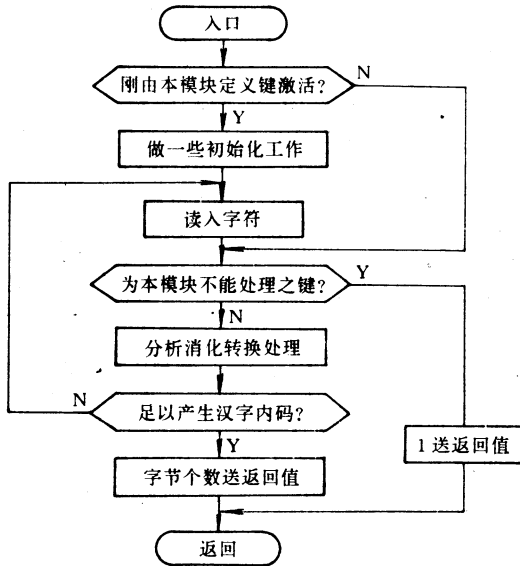 入口
刚由本模块定义键激活?
N
Y
做一些初始化工作
读入字符
为本模块不能处理之键?
Y
N
分析消化转换处理
N
足以产生汉字内码?
Y
1送返回值
字节个数送返回值
返回